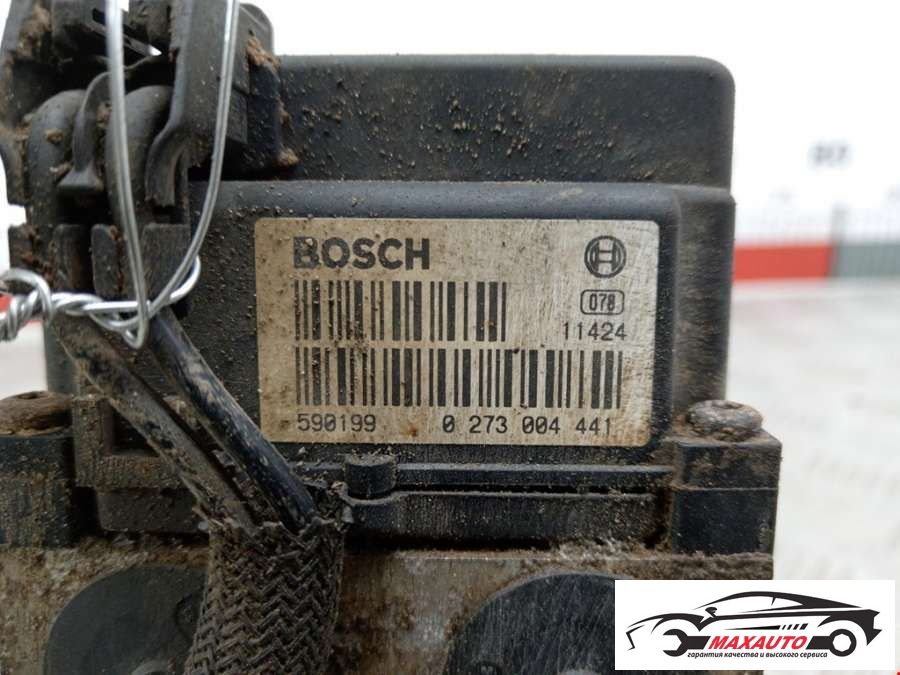 BOSCH
078
11424
590199 0 273 004 441
MAXAUTO
гарантия качества и высокого сервиса